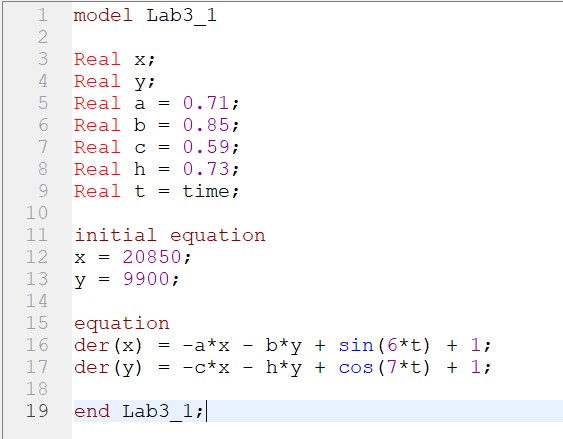 1 model Lab3_1
2
3 Real x;
4 Real y;
5 Real a = 0.71;
6 Real b = 0.85;
7 Real c = 0.59;
8 Real h = 0.73;
9 Real t = time;
10
11 initial equation
12 x = 20850;
13 y = 9900;
14
15 equation
16 der(x) = -a*x - b*y + sin(6*t) + 1;
17 der(y) = -c*x - h*y + cos(7*t) + 1;
18
19 end Lab3_1;